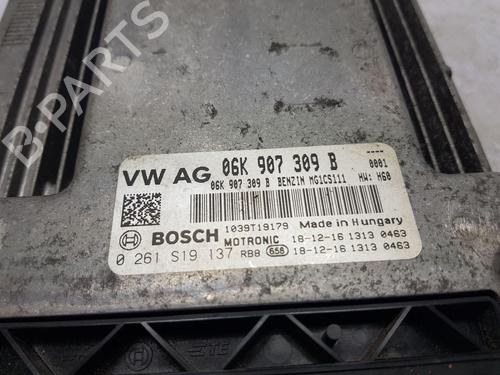 B-Parts
VW AG 06K 907 309 B
06K 907 309 B BENZIN MG1CS111 0001
HW: H60
BOSCH 1039T19179 Made in Hungary
MOTRONIC 18-12-16 1313 0463
0 261 S19 137 RBB 658 18-12-16 1313 0463